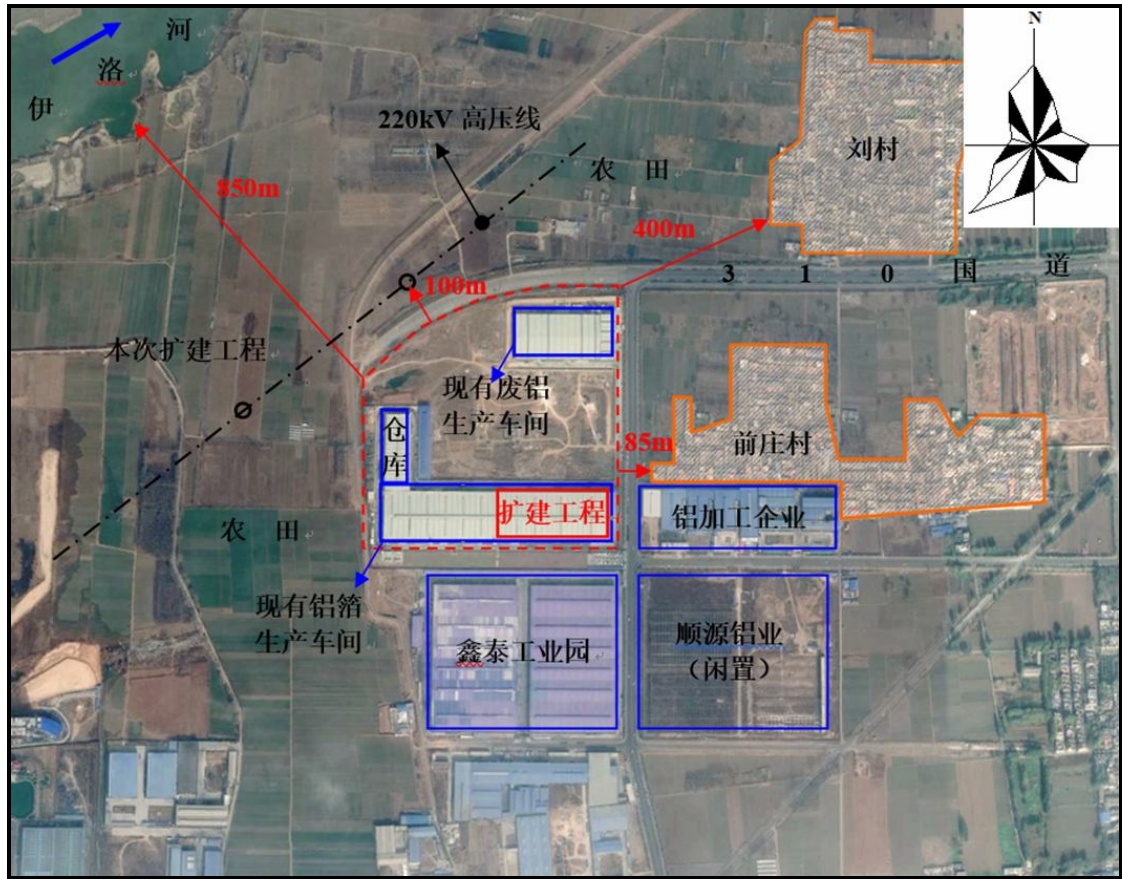 N
河
洛
伊
220kV 高压线
农 田
刘村
850m
400m
310国道
100m
本次扩建工程
现有废铝
生产车间
仓
库
85m
前庄村
扩建工程
铝加工企业
农 田
现有铝箔
生产车间
鑫泰工业园
顺源铝业
（闲置）